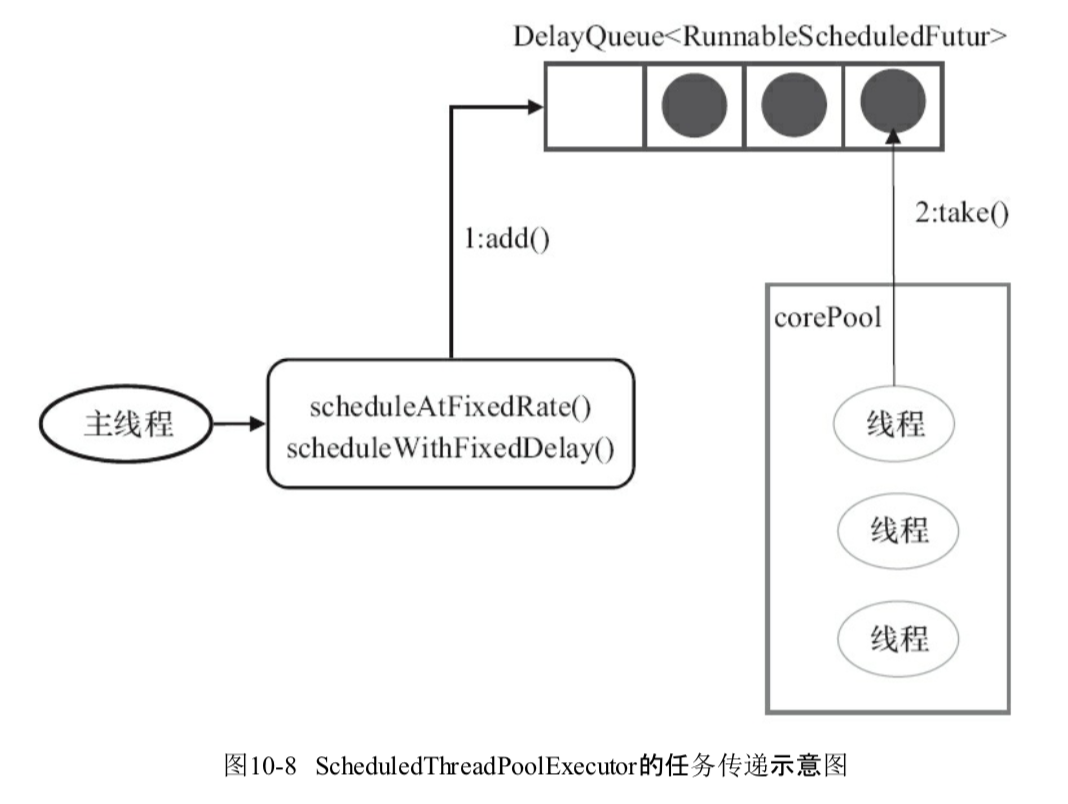 DelayQueue<RunnableScheduledFutur>
1:add()
2:take()
corePool
主线程
scheduleAtFixedRate()
scheduleWithFixedDelay()
线程
线程
线程
图10-8 ScheduledThreadPoolExecutor的任务传递示意图